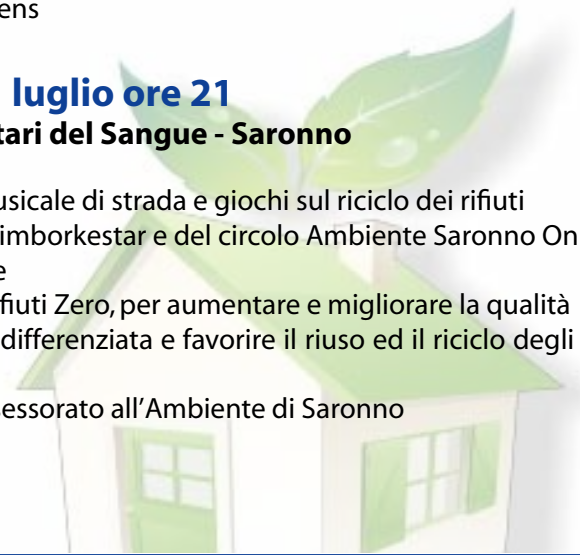 ens
luglio ore 21
tari del Sangue - Saronno
usicale di strada e giochi sul riciclo dei rifiuti
imborkestar e del circolo Ambiente Saronno On
e
fiuti Zero, per aumentare e migliorare la qualità
differenziata e favorire il riuso ed il riciclo degli
essorato all’Ambiente di Saronno